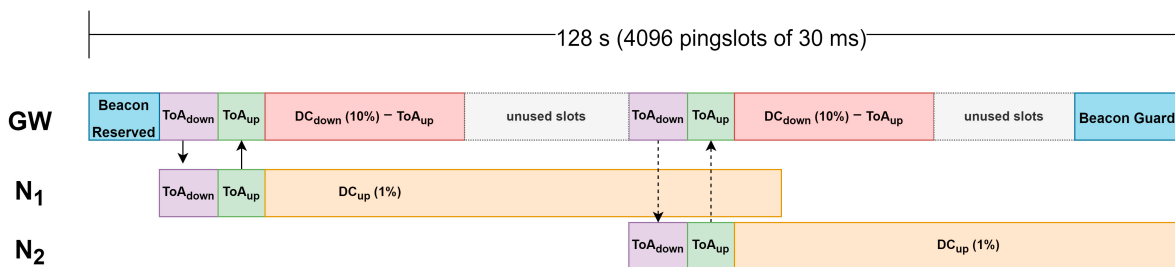 128 s (4096 pingslots of 30 ms)
GW
Beacon
Reserved
ToAdown
ToAup
DCdown (10%) − ToAup
unused slots
ToAdown
ToAup
DCdown (10%) − ToAup
unused slots
Beacon Guard
N1
ToAdown
ToAup
DCup (1%)
N2
ToAdown
ToAup
DCup (1%)